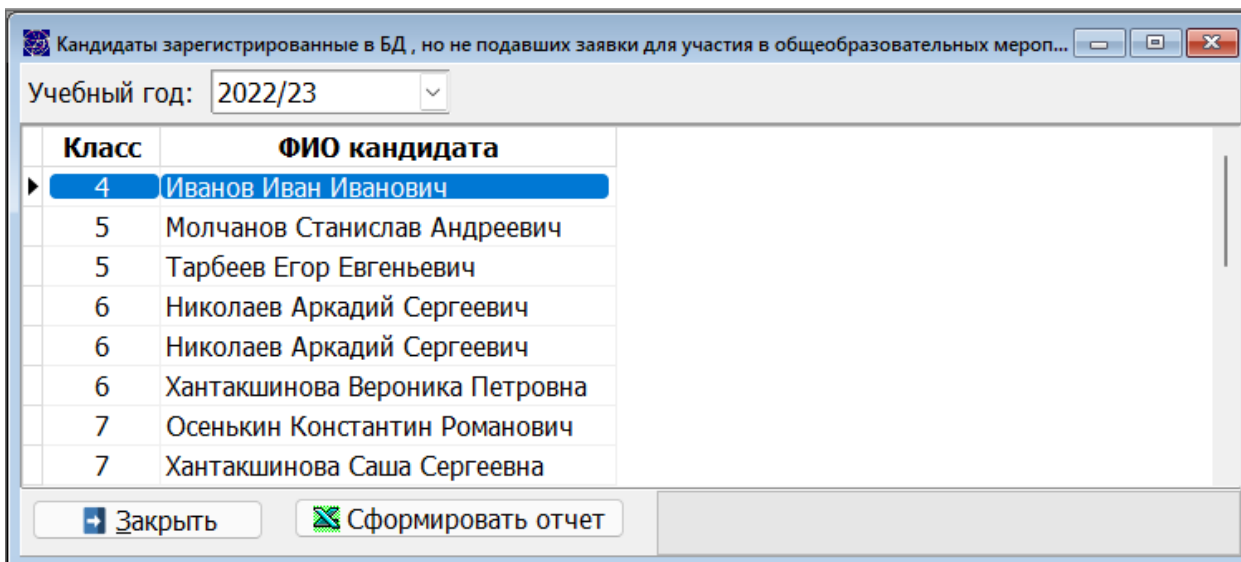 Кандидаты зарегистрированные в БД , но не подавших заявки для участия в общеобразовательных мероп...
Учебный год: 2022/23
Класс ФИО кандидата
4 Иванов Иван Иванович
5 Молчанов Станислав Андреевич
5 Тарбеев Егор Евгеньевич
6 Николаев Аркадий Сергеевич
6 Николаев Аркадий Сергеевич
6 Хантакшинова Вероника Петровна
7 Осенькин Константин Романович
7 Хантакшинова Саша Сергеевна
Закрыть Сформировать отчет